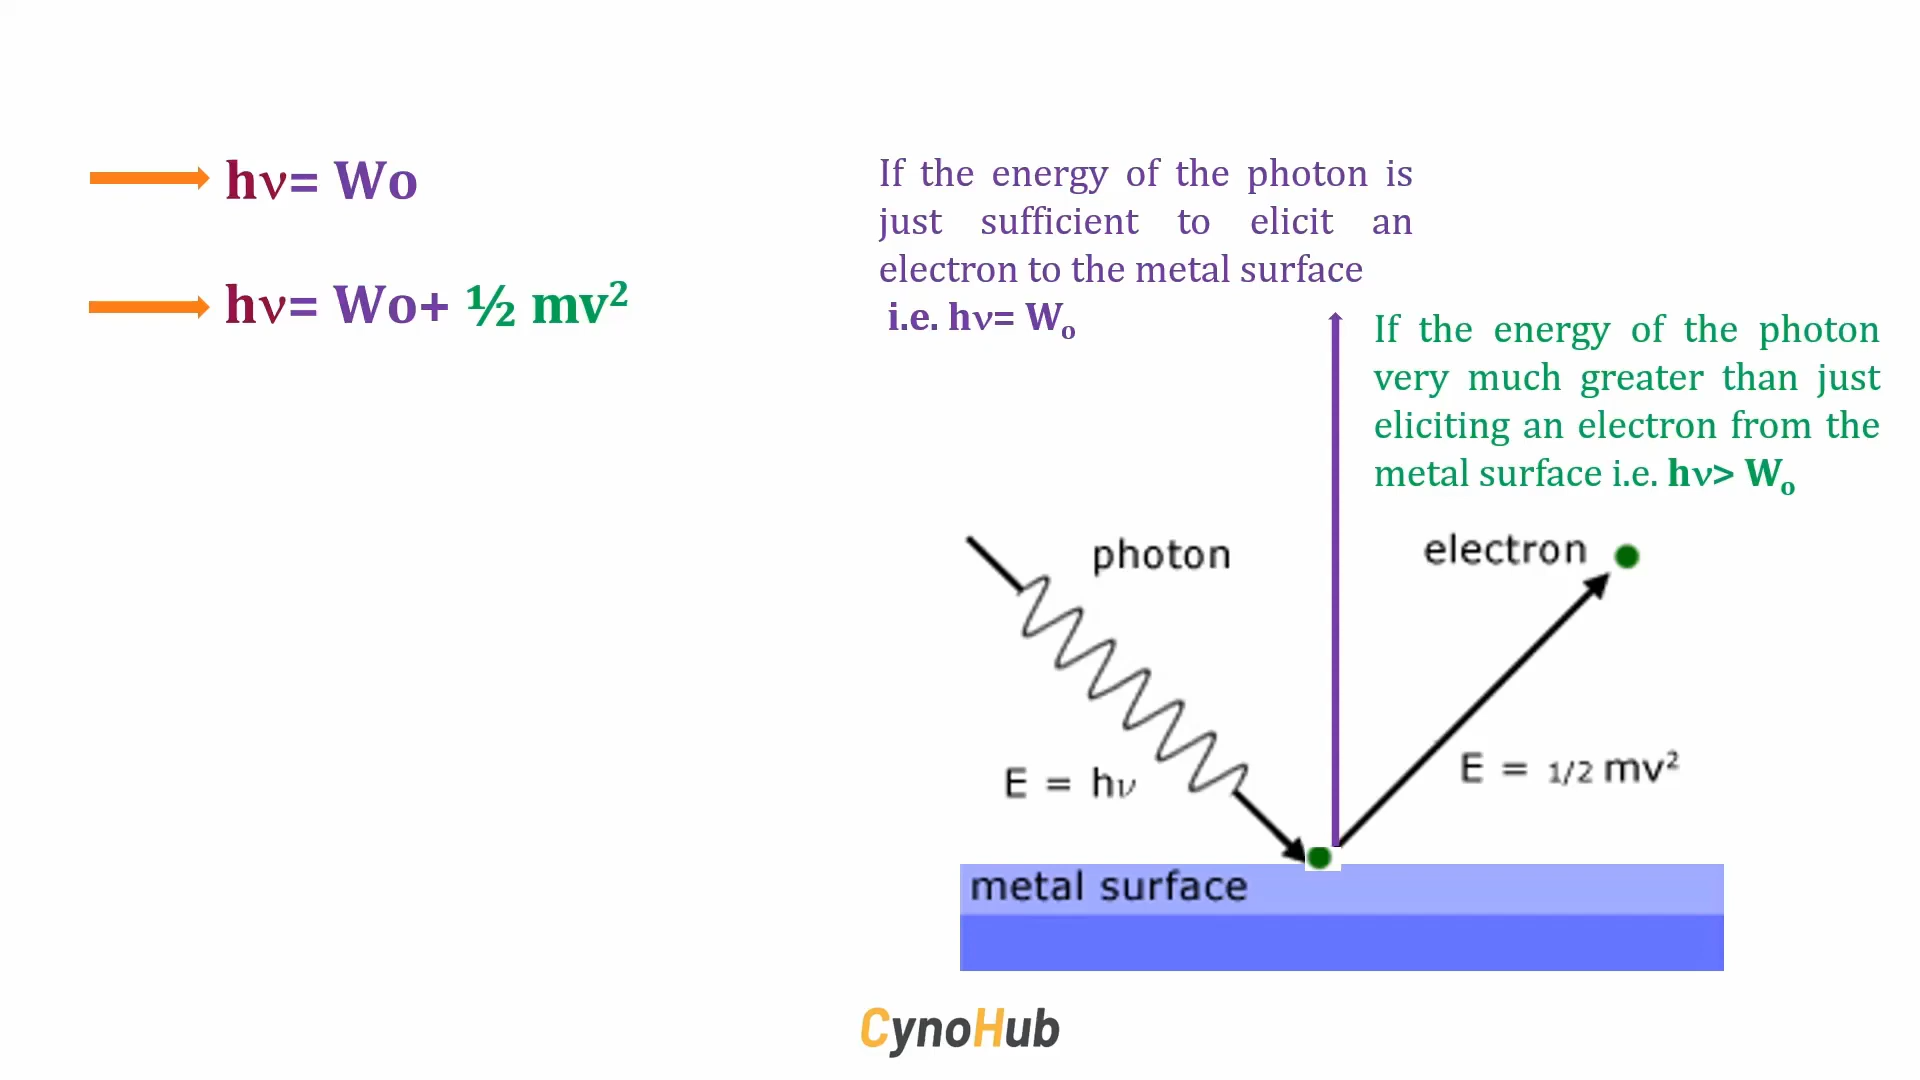 hν= Wo
hν= Wo+ ½ mv²
If the energy of the photon is
just sufficient to elicit an
electron to the metal surface
i.e. hν= Wₒ
If the energy of the photon
very much greater than just
eliciting an electron from the
metal surface i.e. hν> Wₒ
photon
electron
E = hν
E = 1/2 mv²
metal surface
CynoHub